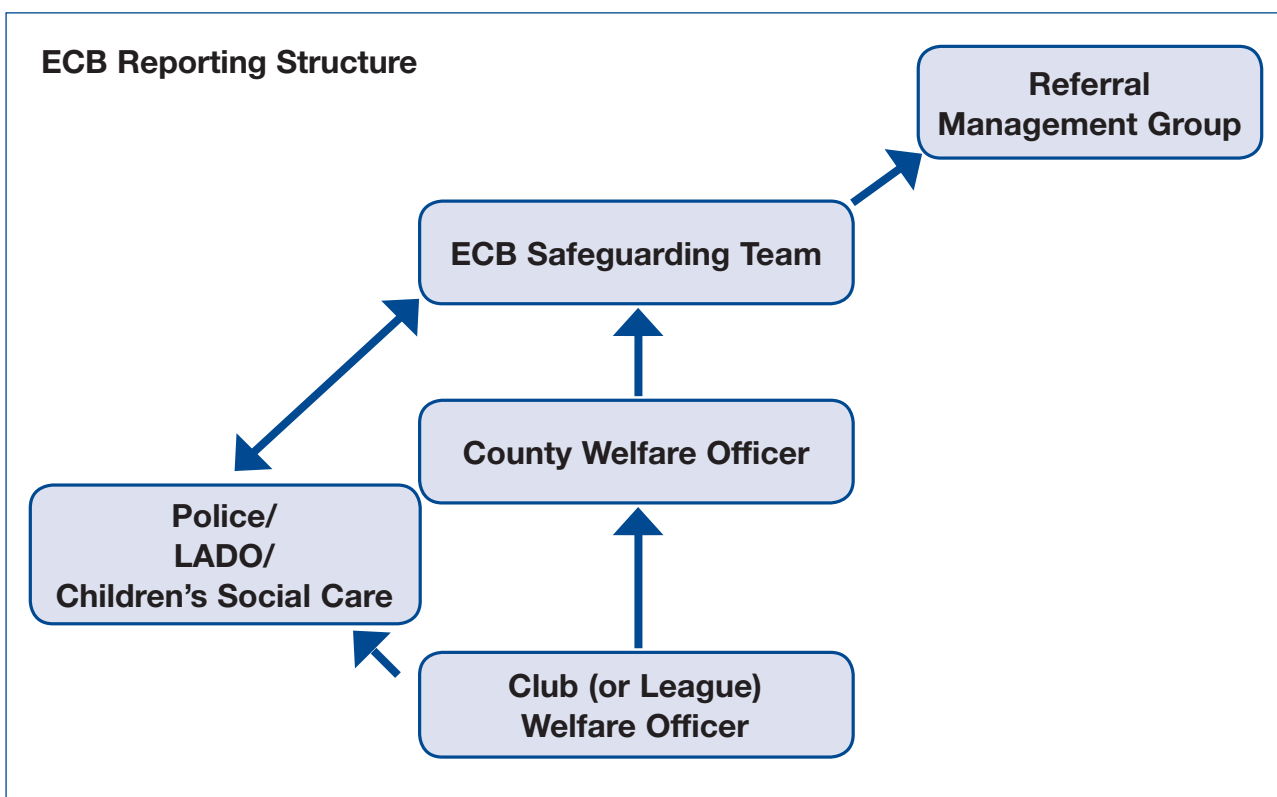 ECB Reporting Structure
Referral
Management Group
ECB Safeguarding Team
County Welfare Officer
Police/
LADO/
Children’s Social Care
Club (or League)
Welfare Officer